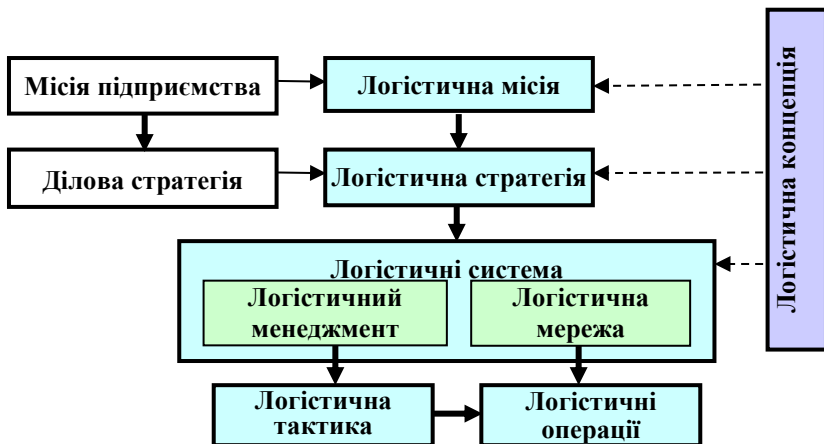 Місія підприємства
Логістична місія
Ділова стратегія
Логістична стратегія
Логістичні система
Логістичний
менеджмент
Логістична
мережа
Логістична
тактика
Логістичні
операції
Логістична концепція